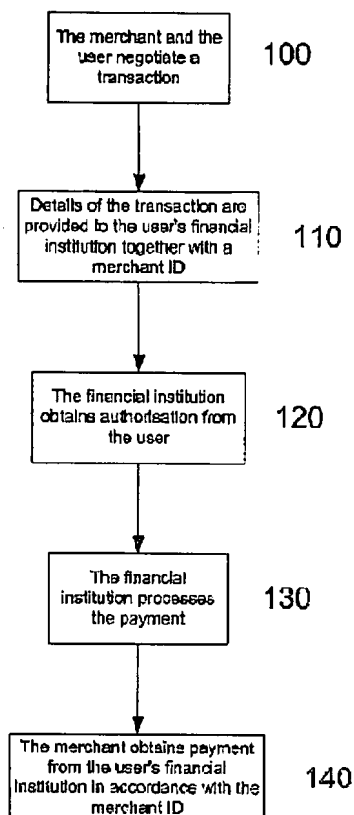 The merchant and the
user negotiate a
transaction
100
Details of the transaction are
provided to the user's financial
institution together with a
merchant ID
110
The financial institution
obtains authorisation from
the user
120
The financial
institution processes
the payment
130
The merchant obtains payment
from the user's financial
institution in accordance with the
merchant ID
140